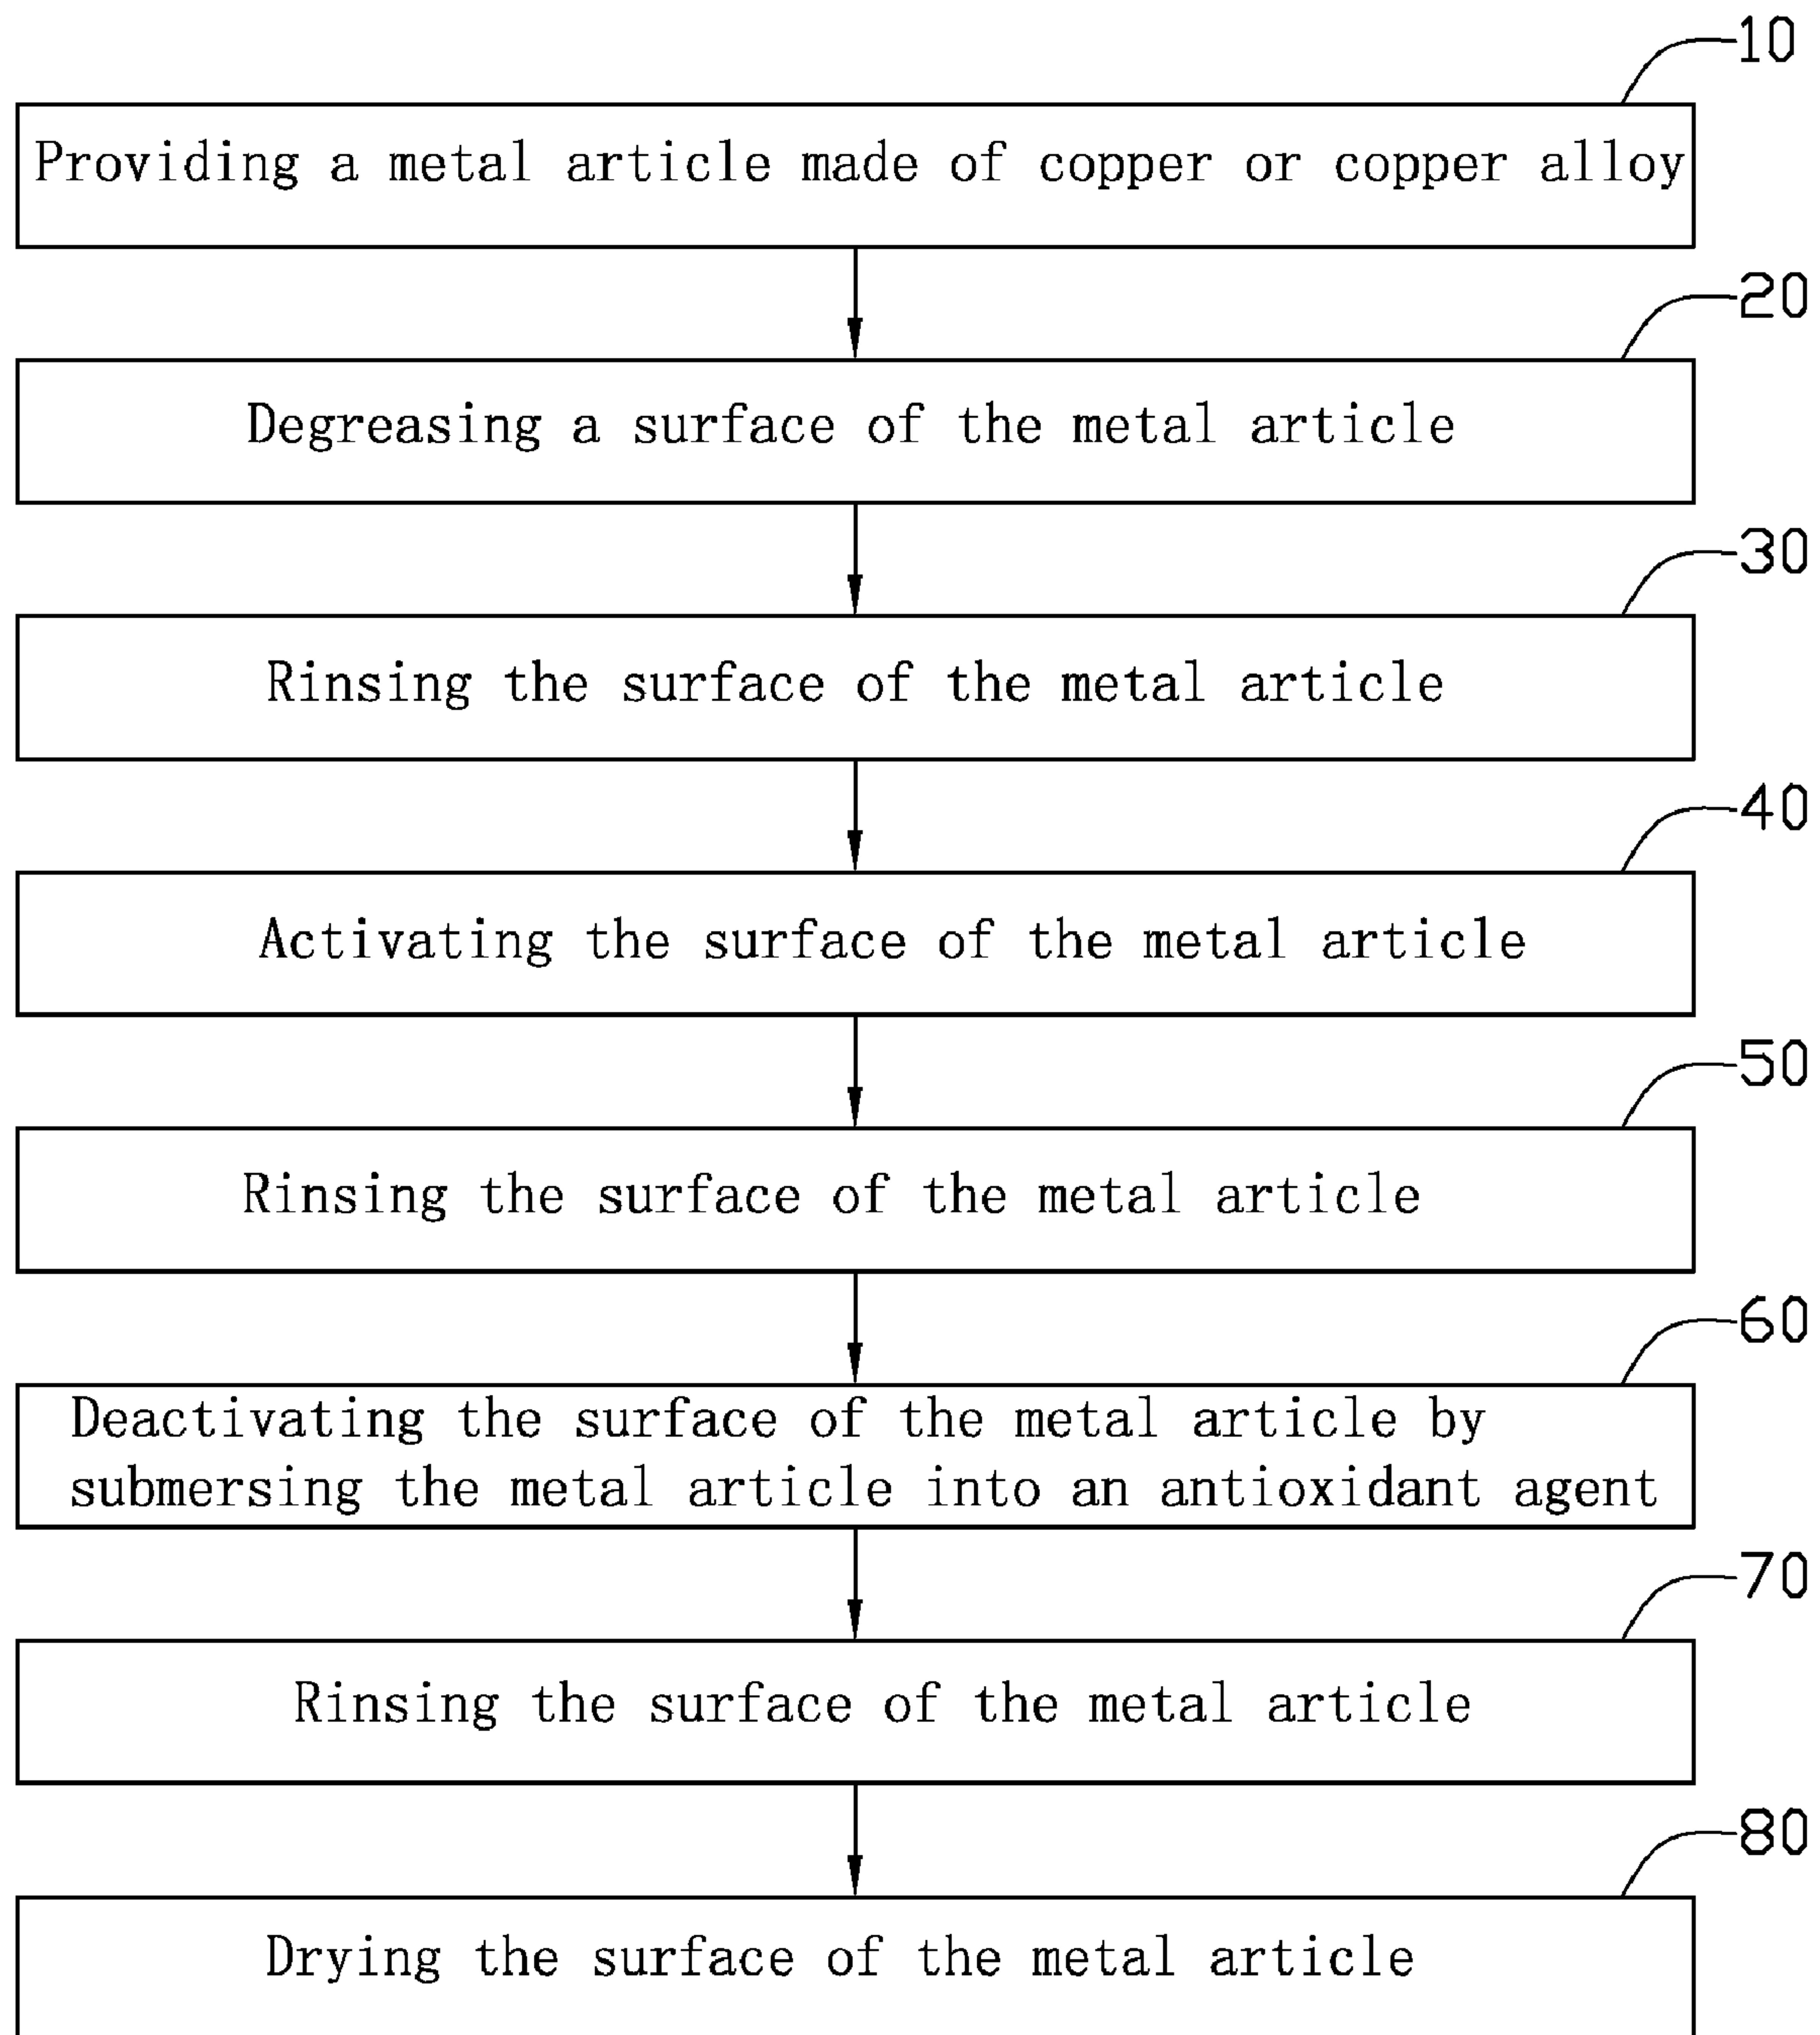 10
Providing a metal article made of copper or copper alloy
20
Degreasing a surface of the metal article
30
Rinsing the surface of the metal article
40
Activating the surface of the metal article
50
Rinsing the surface of the metal article
60
Deactivating the surface of the metal article by
submersing the metal article into an antioxidant agent
70
Rinsing the surface of the metal article
80
Drying the surface of the metal article